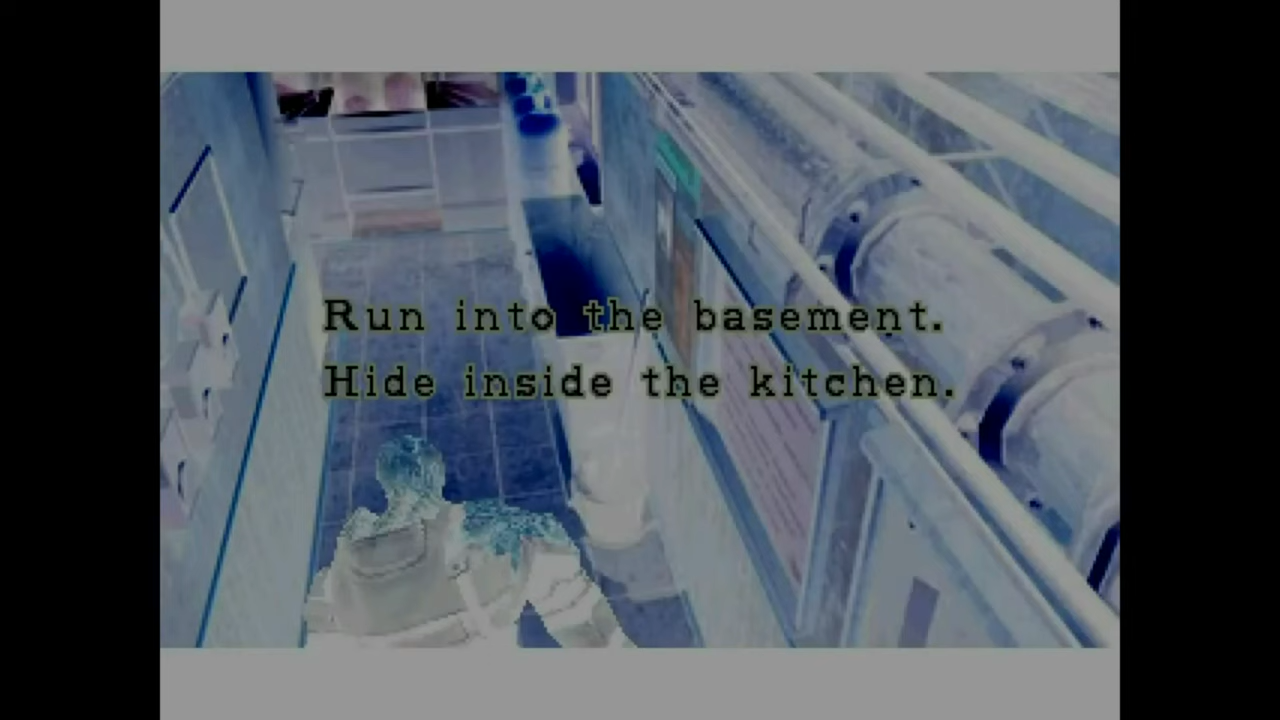 Run into the basement.
Hide inside the kitchen.